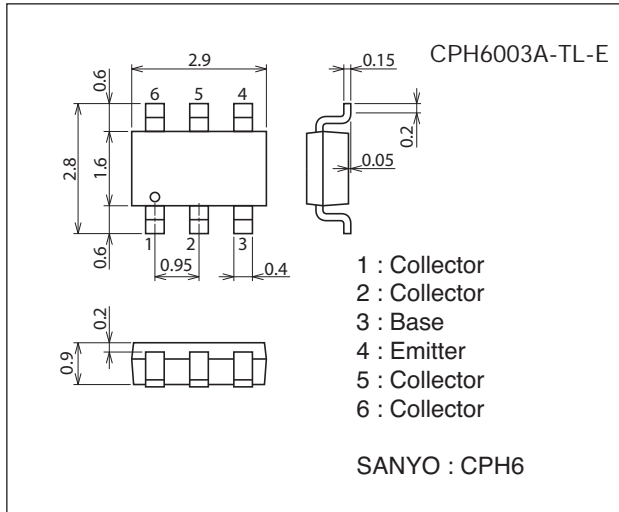 CPH6003A-TL-E
2.9
0.15
0.6
6
5
4
0.2
2.8
1.6
0.05
0.6
1
2
3
0.95
0.4
1 : Collector
2 : Collector
3 : Base
4 : Emitter
5 : Collector
6 : Collector
0.2
0.9
SANYO : CPH6